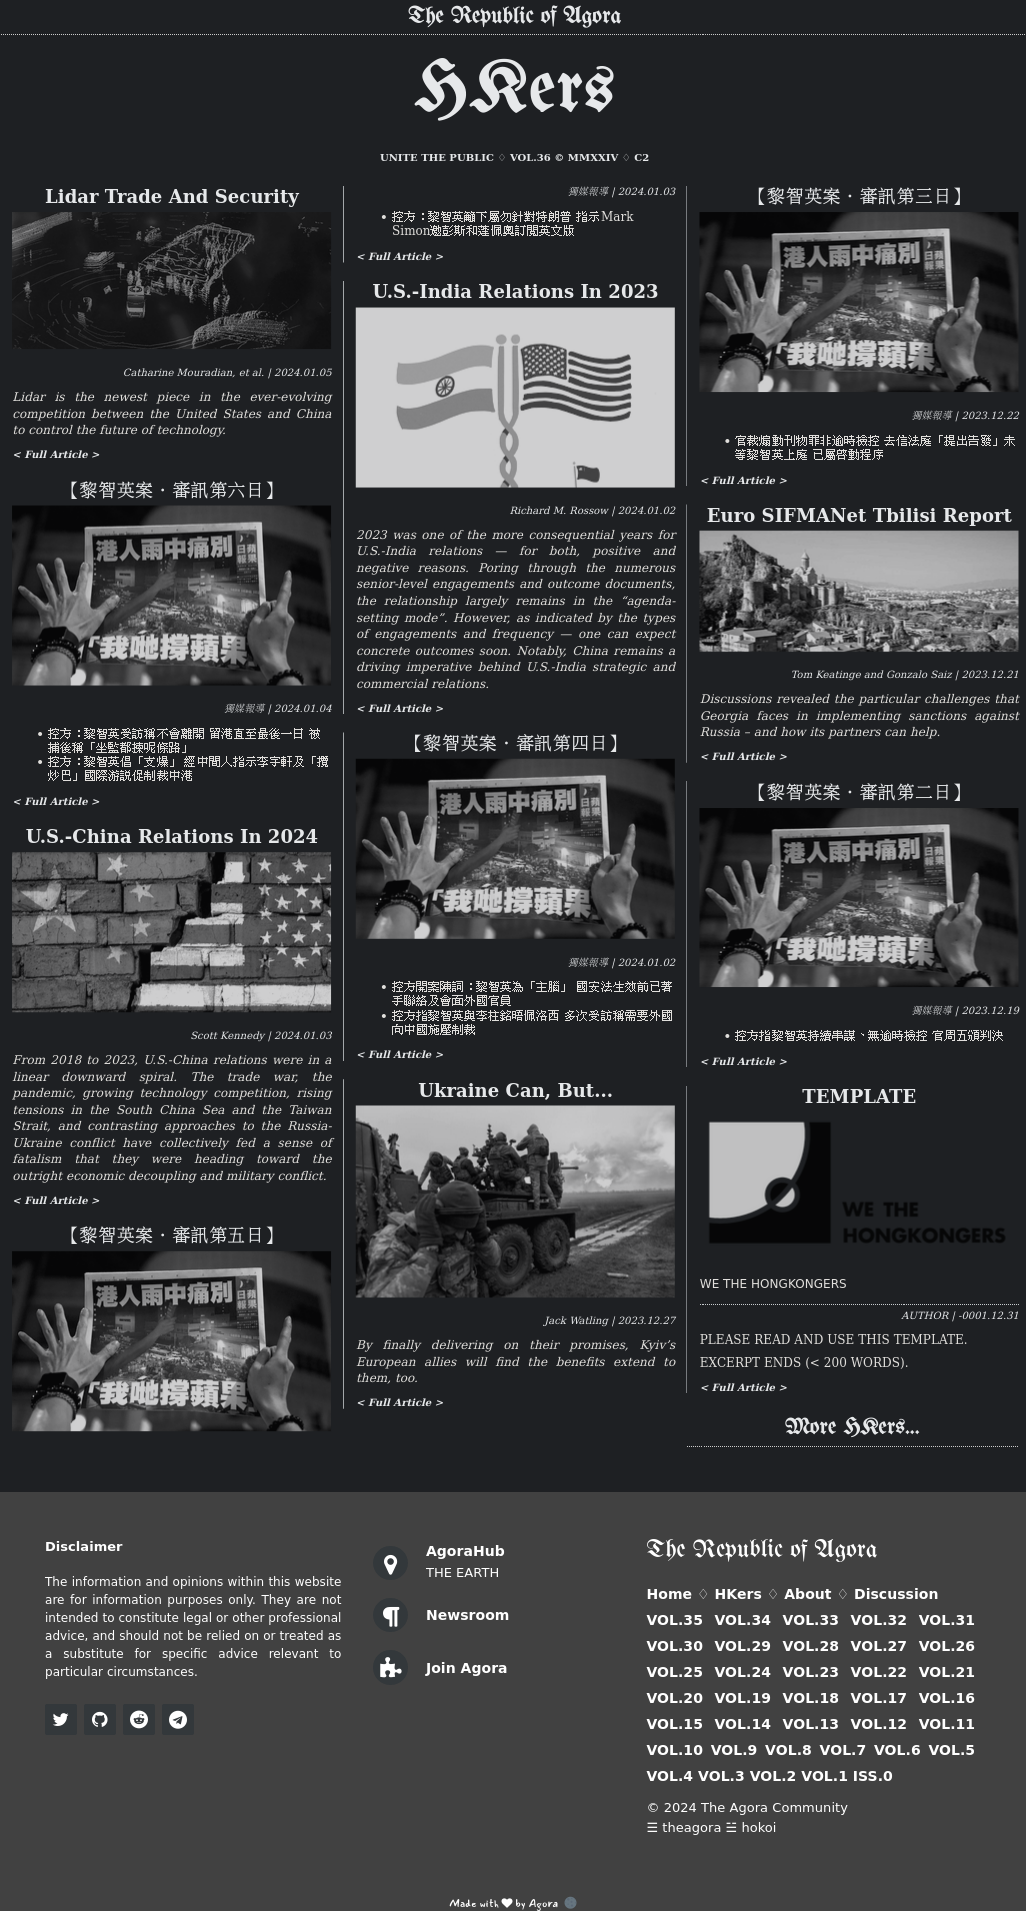 The Republic of Agora
HKers
UNITE THE PUBLIC ♢ VOL.36 © MMXXIV ♢ C2
Lidar Trade And Security
Catharine Mouradian, et al. | 2024.01.05
Lidar is the newest piece in the ever-evolving
competition between the United States and China
to control the future of technology.
< Full Article >
【黎智英案・審訊第六日】
港人雨中痛別
「我哋撐蘋果
獨媒報導 | 2024.01.04
• 控方：黎智英受訪稱不會離開 留港直至最後一日 被
捕後稱「坐監都揀呢條路」
• 控方：黎智英倡「支爆」 經中間人指示李宇軒及「攬
炒巴」國際游說促制裁中港
< Full Article >
U.S.-China Relations In 2024
Scott Kennedy | 2024.01.03
From 2018 to 2023, U.S.-China relations were in a
linear downward spiral. The trade war, the
pandemic, growing technology competition, rising
tensions in the South China Sea and the Taiwan
Strait, and contrasting approaches to the Russia-
Ukraine conflict have collectively fed a sense of
fatalism that they were heading toward the
outright economic decoupling and military conflict.
< Full Article >
【黎智英案・審訊第五日】
港人雨中痛別
「我哋撐蘋果
獨媒報導 | 2024.01.03
• 控方：黎智英籲下屬勿針對特朗普 指示Mark
Simon邀彭斯和蓬佩奧訂閱英文版
< Full Article >
U.S.-India Relations In 2023
Richard M. Rossow | 2024.01.02
2023 was one of the more consequential years for
U.S.-India relations — for both, positive and
negative reasons. Poring through the numerous
senior-level engagements and outcome documents,
the relationship largely remains in the “agenda-
setting mode”. However, as indicated by the types
of engagements and frequency — one can expect
concrete outcomes soon. Notably, China remains a
driving imperative behind U.S.-India strategic and
commercial relations.
< Full Article >
【黎智英案・審訊第四日】
港人雨中痛別
「我哋撐蘋果
獨媒報導 | 2024.01.02
• 控方開案陳詞：黎智英為「主腦」 國安法生效前已著
手聯絡及會面外國官員
• 控方指黎智英與李柱銘晤佩洛西 多次受訪稱需要外國
向中國施壓制裁
< Full Article >
Ukraine Can, But…
Jack Watling | 2023.12.27
By finally delivering on their promises, Kyiv’s
European allies will find the benefits extend to
them, too.
< Full Article >
【黎智英案・審訊第三日】
港人雨中痛別
「我哋撐蘋果
獨媒報導 | 2023.12.22
• 官裁煽動刊物罪非逾時檢控 去信法庭「提出告發」未
等黎智英上庭 已屬啓動程序
< Full Article >
Euro SIFMANet Tbilisi Report
Tom Keatinge and Gonzalo Saiz | 2023.12.21
Discussions revealed the particular challenges that
Georgia faces in implementing sanctions against
Russia – and how its partners can help.
< Full Article >
【黎智英案・審訊第二日】
港人雨中痛別
「我哋撐蘋果
獨媒報導 | 2023.12.19
• 控方指黎智英持續串謀、無逾時檢控 官周五頒判決
< Full Article >
TEMPLATE
WE THE
HONGKONGERS
WE THE HONGKONGERS
AUTHOR | -0001.12.31
PLEASE READ AND USE THIS TEMPLATE.
EXCERPT ENDS (< 200 WORDS).
< Full Article >
More HKers...
Disclaimer
The information and opinions within this website
are for information purposes only. They are not
intended to constitute legal or other professional
advice, and should not be relied on or treated as
a substitute for specific advice relevant to
particular circumstances.
AgoraHub
THE EARTH
Newsroom
Join Agora
The Republic of Agora
Home ♢ HKers ♢ About ♢ Discussion
VOL.35 VOL.34 VOL.33 VOL.32 VOL.31
VOL.30 VOL.29 VOL.28 VOL.27 VOL.26
VOL.25 VOL.24 VOL.23 VOL.22 VOL.21
VOL.20 VOL.19 VOL.18 VOL.17 VOL.16
VOL.15 VOL.14 VOL.13 VOL.12 VOL.11
VOL.10 VOL.9 VOL.8 VOL.7 VOL.6 VOL.5
VOL.4 VOL.3 VOL.2 VOL.1 ISS.0
© 2024 The Agora Community
☰ theagora ☱ hokoi
Made with ♥ by Agora